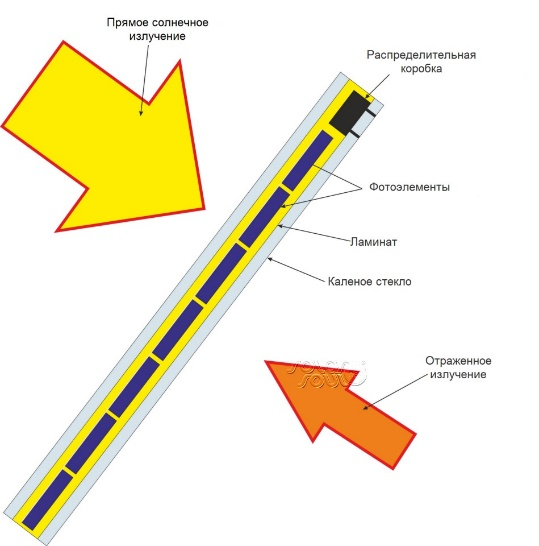 Прямое солнечное
излучение
Распределительная
коробка
Фотоэлементы
Ламинат
Каленое стекло
Отраженное
излучение